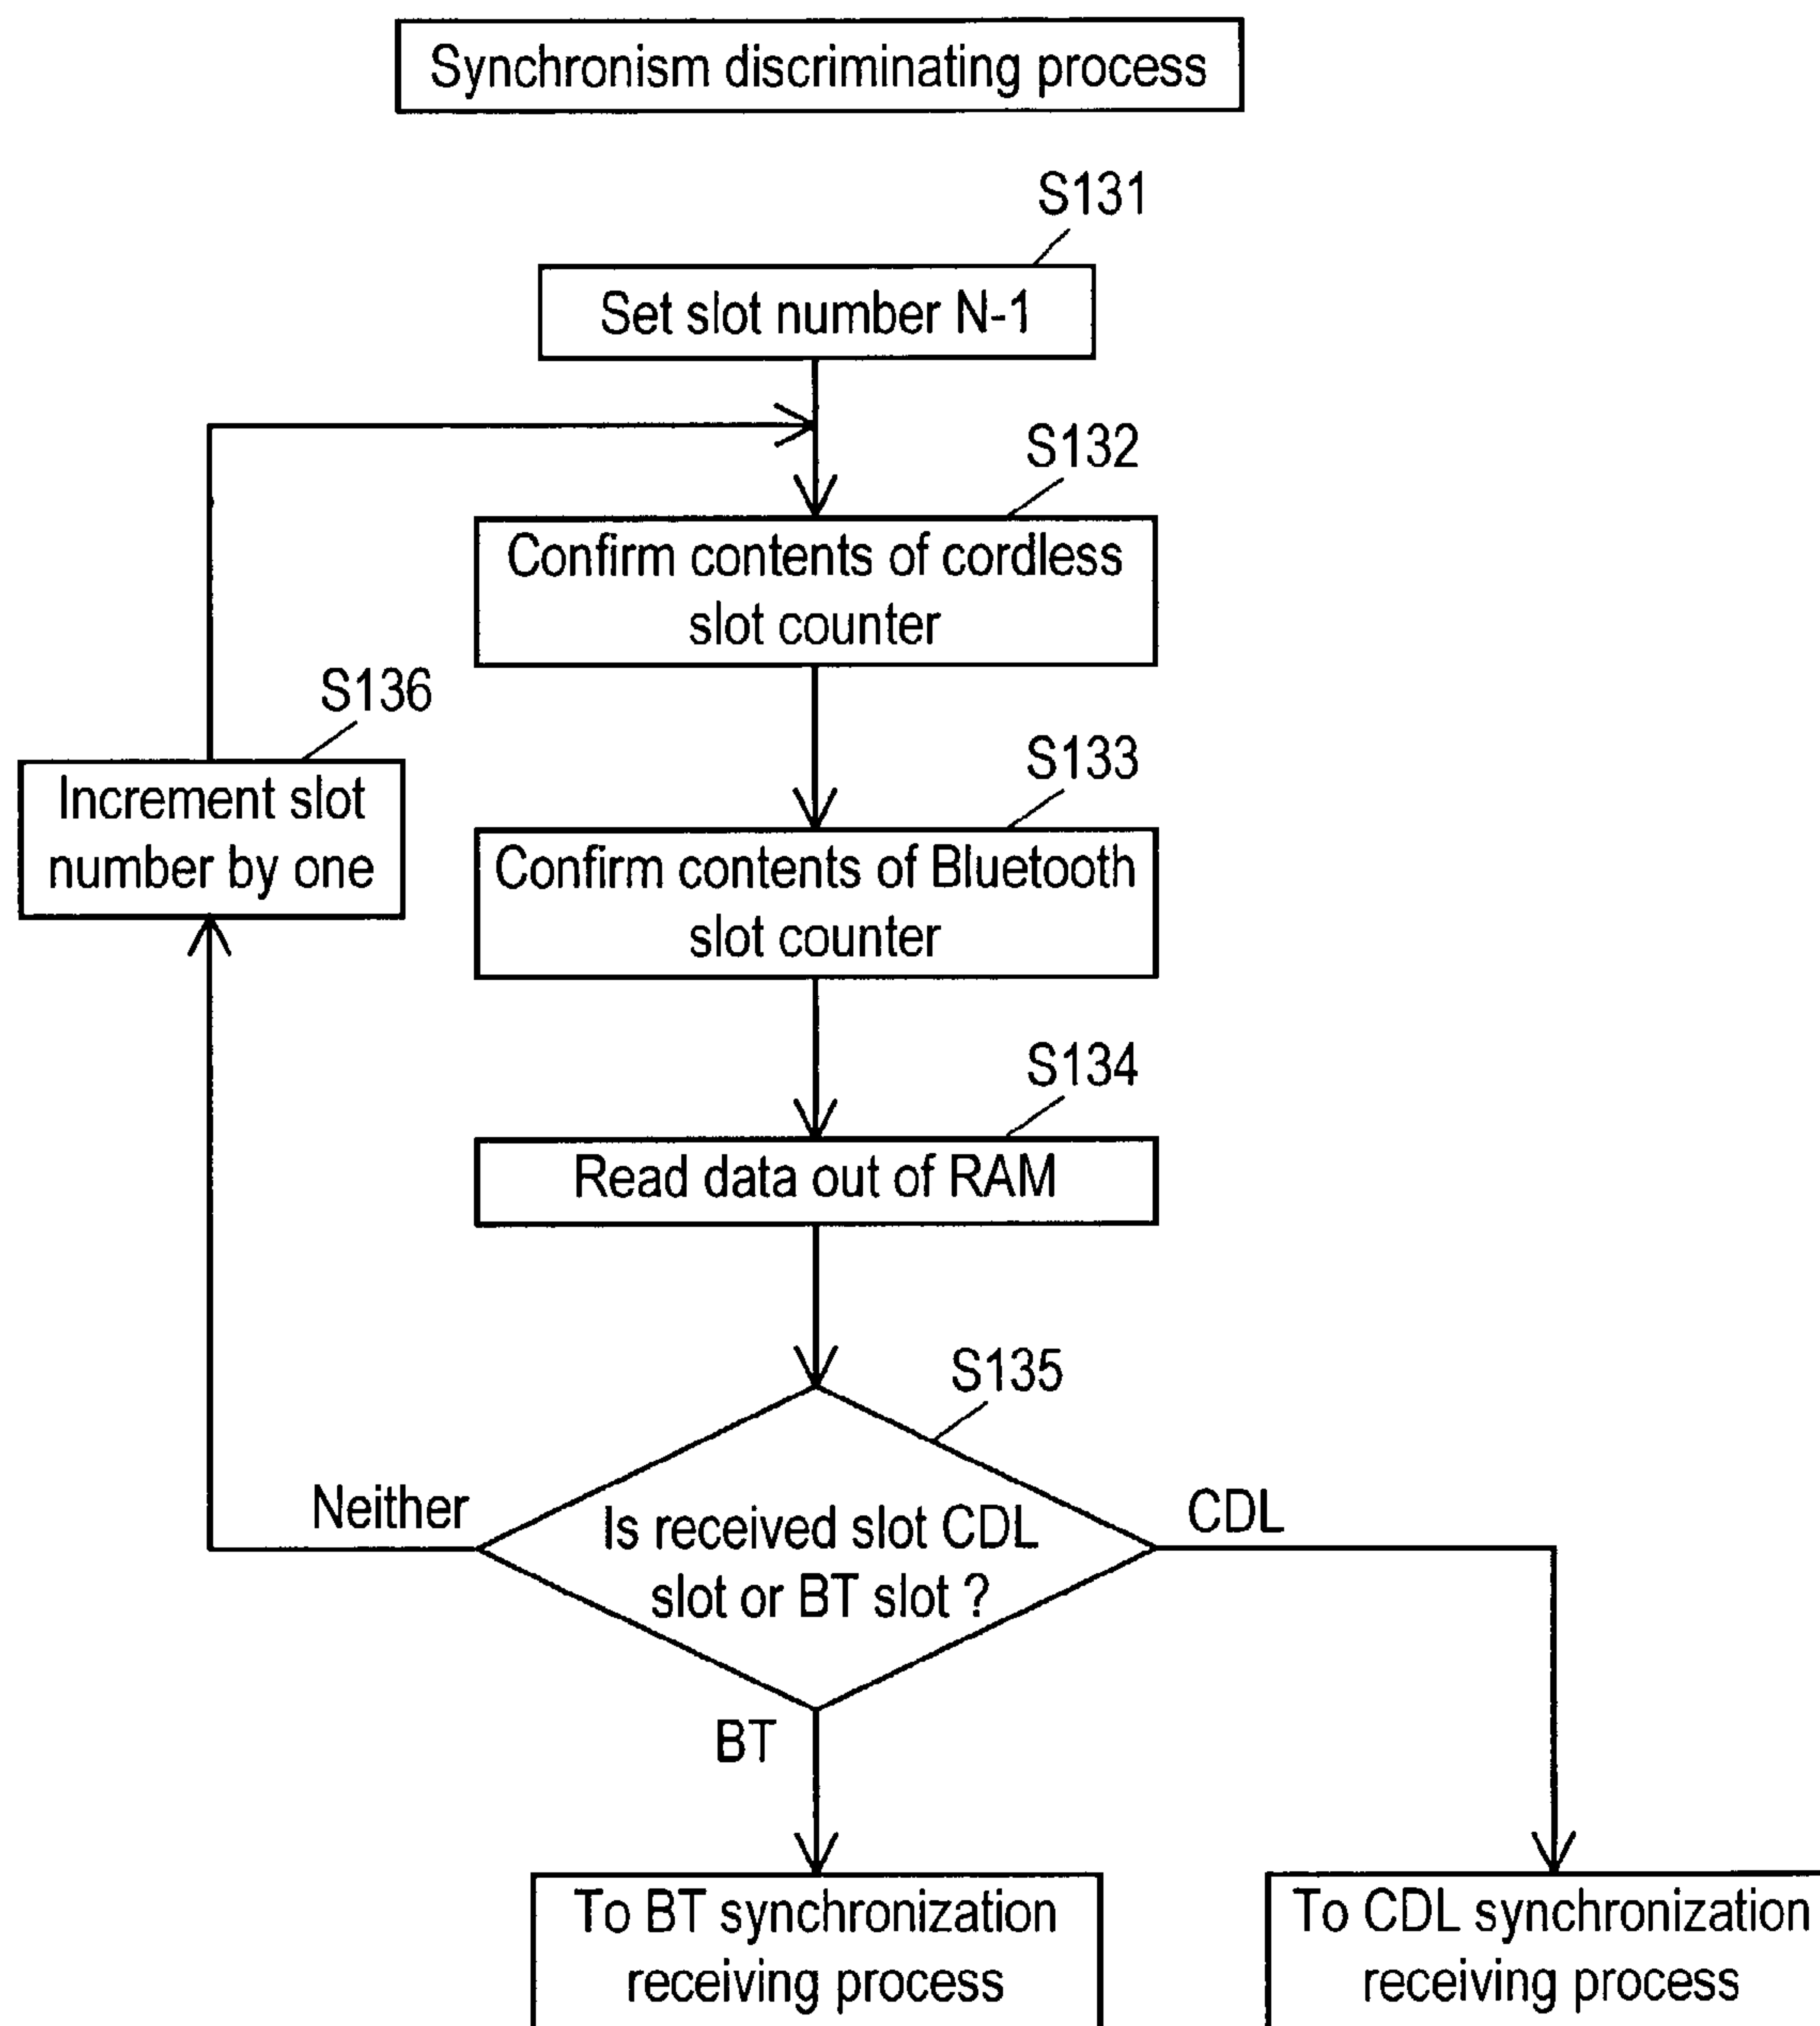 Synchronism discriminating process
S131
Set slot number N-1
S132
Confirm contents of cordless
slot counter
S136
Increment slot
number by one
S133
Confirm contents of Bluetooth
slot counter
S134
Read data out of RAM
S135
Neither
Is received slot CDL
slot or BT slot ?
CDL
BT
To BT synchronization
receiving process
To CDL synchronization
receiving process